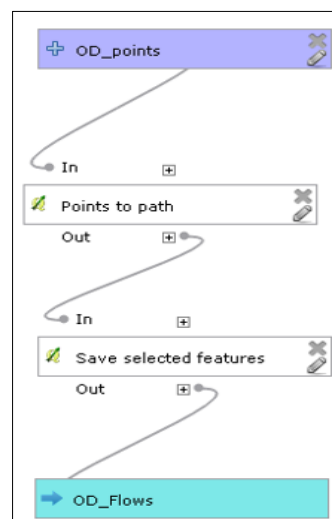 OD_points
In
Points to path
Out
In
Save selected features
Out
OD_Flows